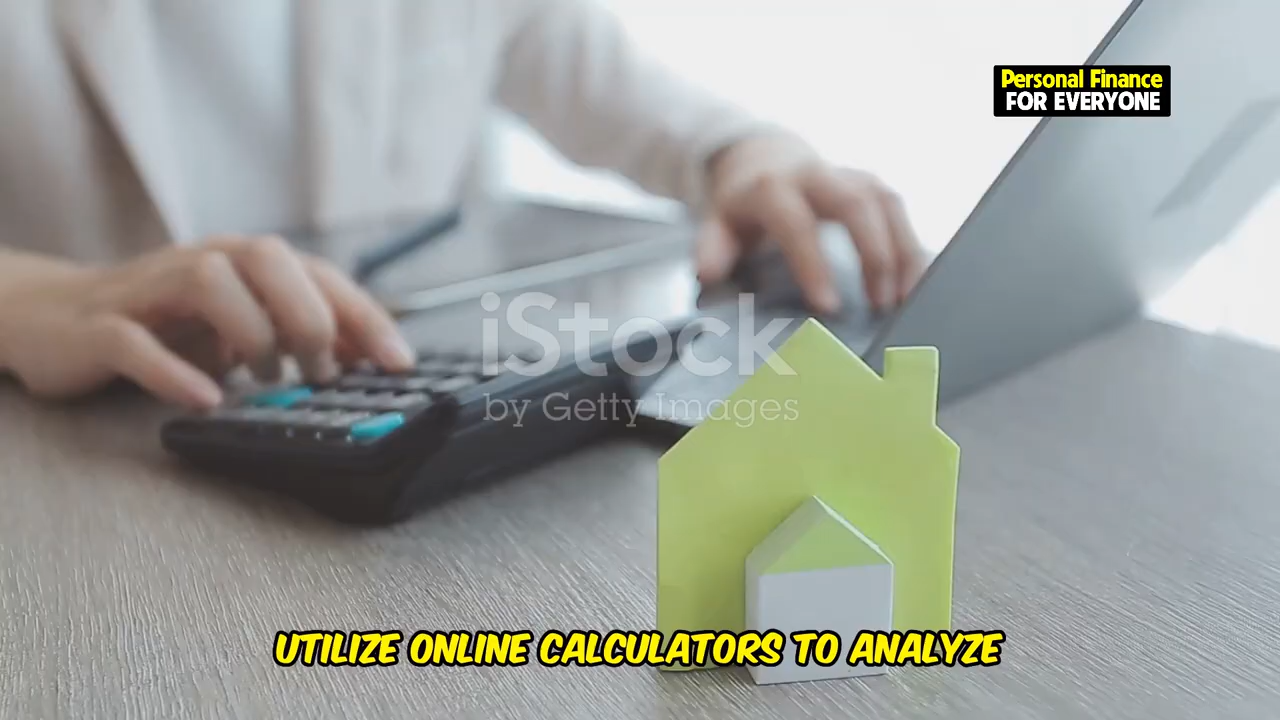 Personal Finance
FOR EVERYONE
iStock
by Getty Images
UTILIZE ONLINE CALCULATORS TO ANALYZE